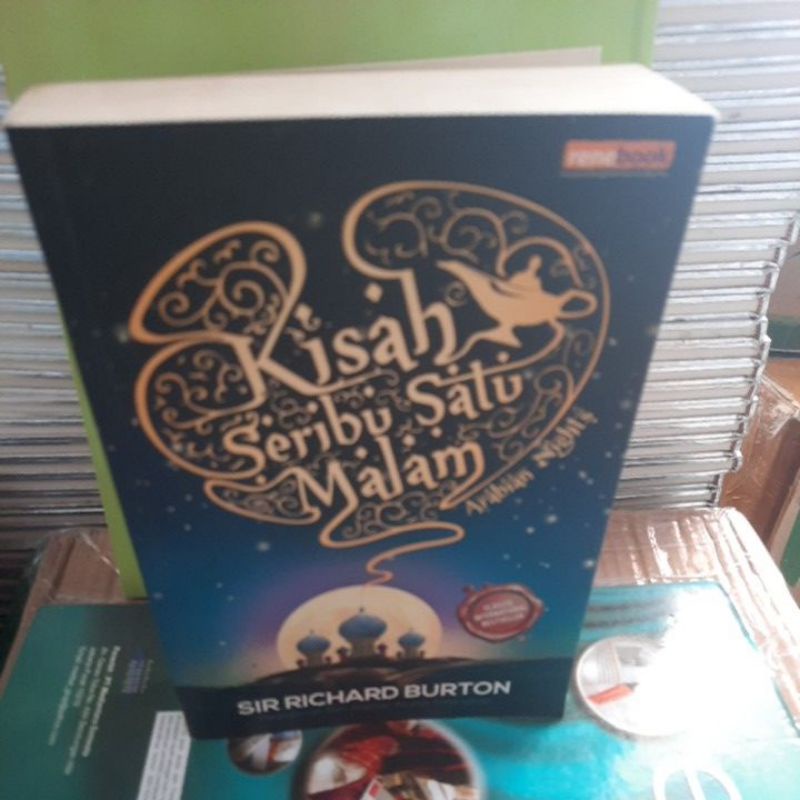 renebook
Kisah
Seribu Satu
Malam
Arabian Nights
SIR RICHARD BURTON